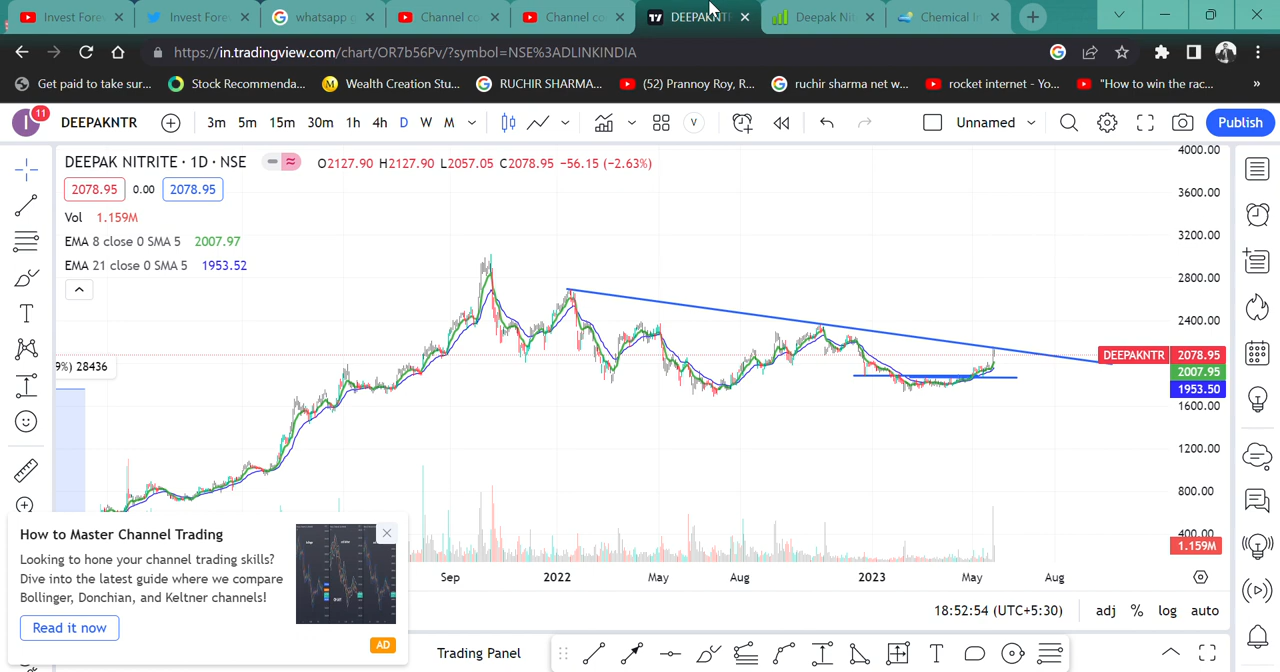 Invest Fore
Invest Fore
whatsapp g
Channel co
Channel co
DEEPAKNT
Deepak Nit
Chemical I
https://in.tradingview.com/chart/OR7b56Pv/?symbol=NSE%3ADLINKINDIA
Get paid to take sur...
Stock Recommenda...
Wealth Creation Stu...
RUCHIR SHARMA...
(52) Prannoy Roy, R...
ruchir sharma net w...
rocket internet - Yo...
"How to win the rac...
»
I
11
DEEPAKNTR
3m 5m 15m 30m 1h 4h D W M
V
Unnamed
Publish
DEEPAK NITRITE · 1D · NSE
O2127.90 H2127.90 L2057.05 C2078.95 −56.15 (−2.63%)
2078.95 0.00 2078.95
Vol 1.159M
EMA 8 close 0 SMA 5 2007.97
EMA 21 close 0 SMA 5 1953.52
4000.00
3600.00
3200.00
2800.00
2400.00
DEEPAKNTR 2078.95
2007.95
1953.50
1600.00
1200.00
800.00
400.00
1.159M
9%) 28436
Sep 2022 May Aug 2023 May Aug
How to Master Channel Trading
Looking to hone your channel trading skills?
Dive into the latest guide where we compare
Bollinger, Donchian, and Keltner channels!
Read it now
AD
18:52:54 (UTC+5:30)
adj % log auto
Trading Panel